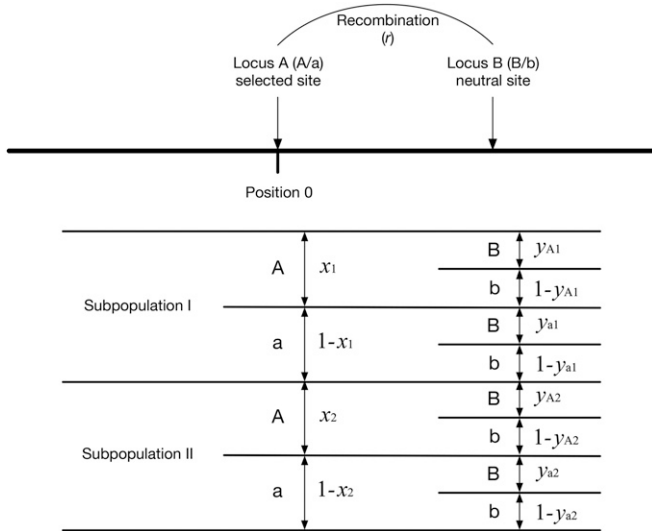 Recombination
(r)
Locus A (A/a)
selected site
Locus B (B/b)
neutral site
Position 0
Subpopulation I
A
x1
B
yA1
b
1-yA1
a
1-x1
B
ya1
b
1-ya1
Subpopulation II
A
x2
B
yA2
b
1-yA2
a
1-x2
B
ya2
b
1-ya2